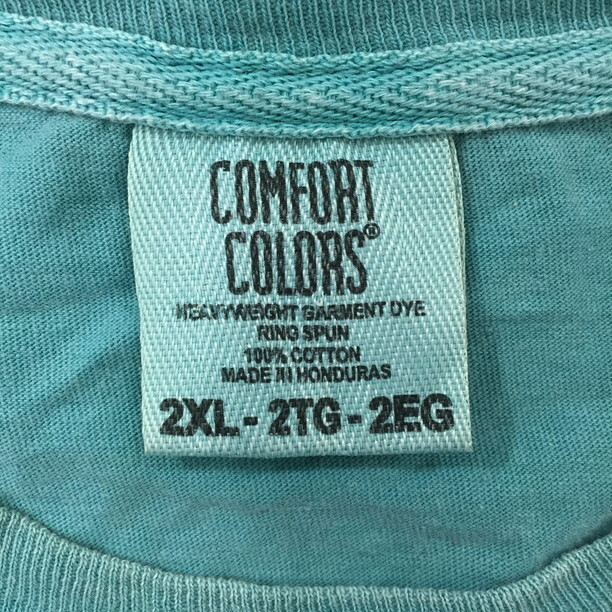 COMFORT
COLORS®
HEAVYWEIGHT GARMENT DYE
RING SPUN
100% COTTON
MADE IN HONDURAS
2XL - 2TG - 2EG